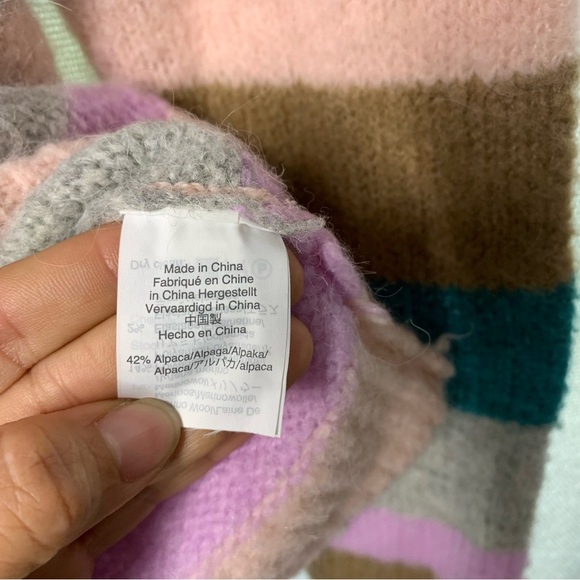 Made in China
Fabriqué en Chine
in China Hergestellt
Vervaardigd in China
中国製
Hecho en China
42% Alpaca/Alpaga/Alpaka/
Alpaca/アルパカ/alpaca